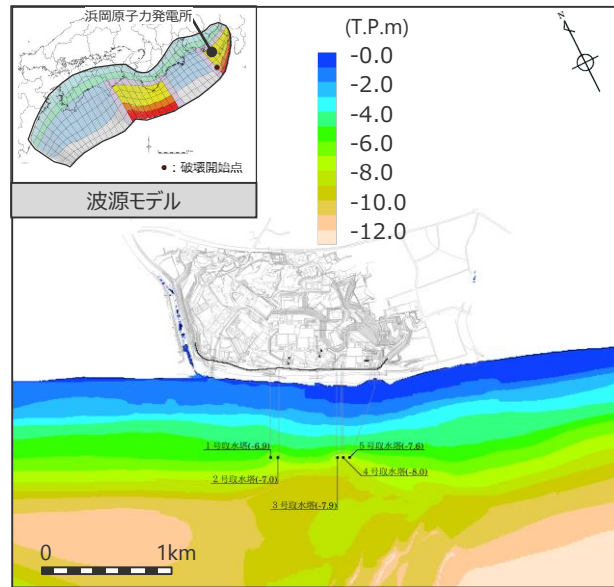 浜岡原子力発電所
●:破壊開始点
波源モデル
(T.P.m)
-0.0
-2.0
-4.0
-6.0
-8.0
-10.0
-12.0
N
1号取水塔(-6.9)
2号取水塔(-7.0)
3号取水塔(-7.9)
4号取水塔(-8.0)
5号取水塔(-7.6)
0 1km